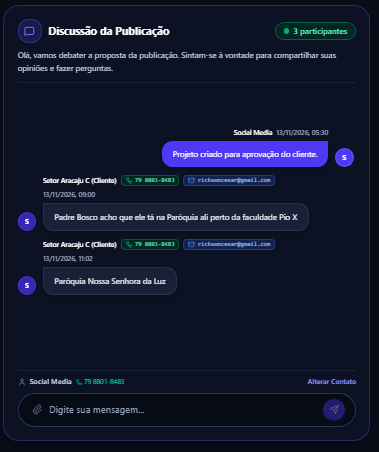 Discussão da Publicação
3 participantes
Olá, vamos debater a proposta da publicação. Sintam-se à vontade para compartilhar suas
opiniões e fazer perguntas.
Social Media 13/11/2026, 05:30
Projeto criado para aprovação do cliente.
S
Setor Aracaju C (Cliente) 79 8801-8483 ricksoncesar@gmail.com
13/11/2026, 09:00
S
Padre Bosco acho que ele tá na Paróquia ali perto da faculdade Pio X
Setor Aracaju C (Cliente) 79 8801-8483 ricksoncesar@gmail.com
13/11/2026, 11:02
S
Paróquia Nossa Senhora da Luz
Social Media 79 8801-8483 Alterar Contato
Digite sua mensagem...